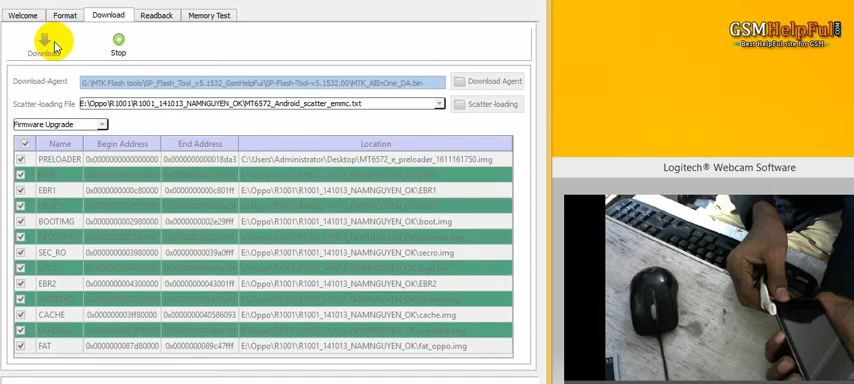 Welcome Format Download Readback Memory Test
GSMHelpFul.com
Best HelpFul site for GSM
Download Stop
Download-Agent G:\MTK Flash tools\SP_Flash_Tool_v5.1532_GsmHelpFul\SP-Flash-Tool-v5.1532.00\MTK_AllInOne_DA.bin Download Agent
Scatter-loading File E:\Oppo\R1001\R1001_141013_NAMNGUYEN_OK\MT6572_Android_scatter_emmc.txt Scatter-loading
Firmware Upgrade
Name Begin Address End Address Location
PRELOADER 0x0000000000000000 0x0000000000018da3 C:\Users\Administrator\Desktop\MT6572_e_preloader_1611161750.img
EBR1 0x0000000000c80000 0x0000000000c801ff E:\Oppo\R1001\R1001_141013_NAMNGUYEN_OK\EBR1
BOOTIMG 0x0000000002980000 0x0000000002e29fff E:\Oppo\R1001\R1001_141013_NAMNGUYEN_OK\boot.img
SEC_RO 0x0000000003980000 0x00000000039a0fff E:\Oppo\R1001\R1001_141013_NAMNGUYEN_OK\secro.img
EBR2 0x0000000004300000 0x00000000043001ff E:\Oppo\R1001\R1001_141013_NAMNGUYEN_OK\EBR2
CACHE 0x000000003ff80000 0x0000000040586093 E:\Oppo\R1001\R1001_141013_NAMNGUYEN_OK\cache.img
FAT 0x0000000087d80000 0x0000000089c47fff E:\Oppo\R1001\R1001_141013_NAMNGUYEN_OK\fat_oppo.img
Logitech® Webcam Software